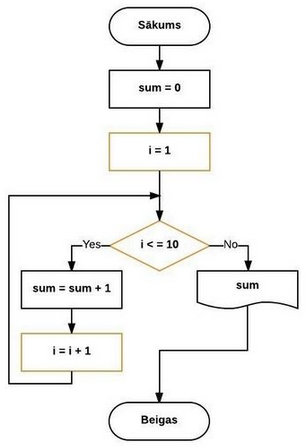 Sākums
sum = 0
i = 1
i < = 10
Yes
No
sum = sum + 1
sum
i = i + 1
Beigas